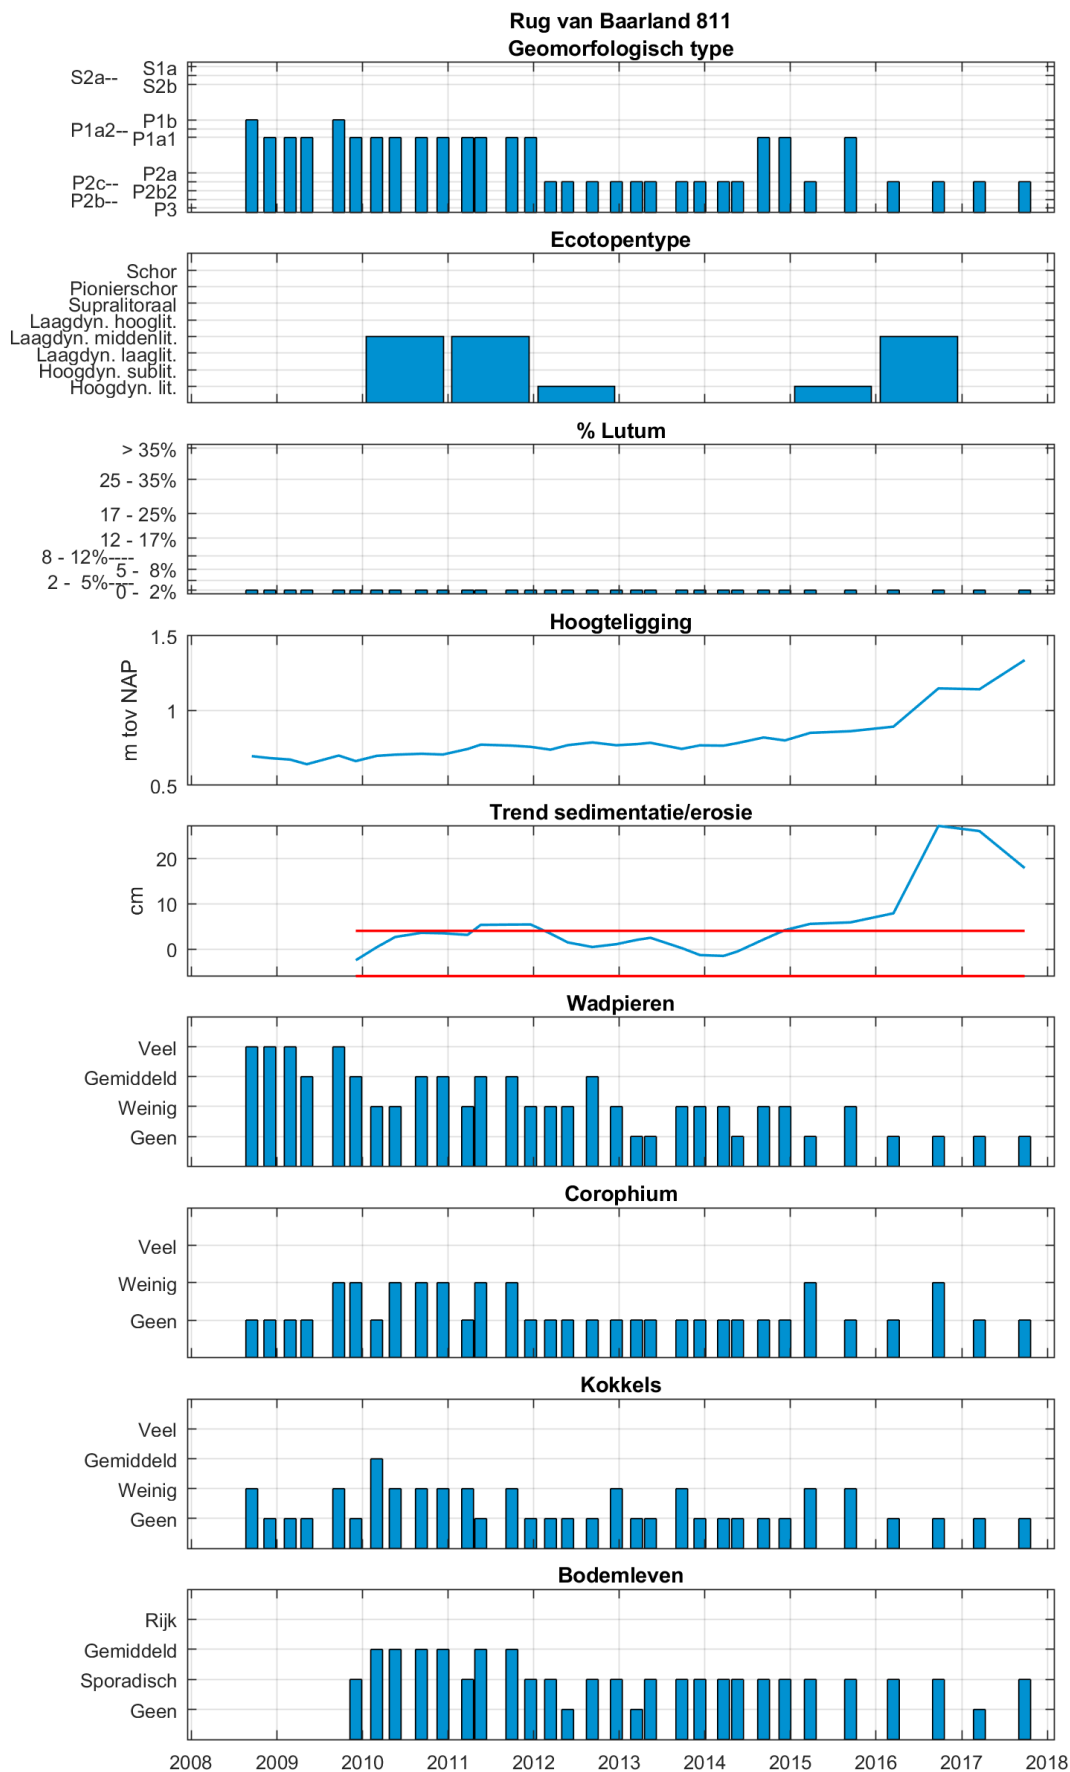 Rug van Baarland 811
Geomorfologisch type
S1a
S2a--
S2b
P1b
P1a2--
P1a1
P2a
P2c--
P2b2
P2b--
P3
Ecotopentype
Schor
Pionierschor
Supralitoraal
Laagdyn. hooglit.
Laagdyn. middenlit.
Laagdyn. laaglit.
Hoogdyn. sublit.
Hoogdyn. lit.
% Lutum
> 35%
25 - 35%
17 - 25%
12 - 17%
8 - 12%----
5 - 8%
2 - 5%----
0 - 2%
Hoogteligging
1.5
1
0.5
m tov NAP
Trend sedimentatie/erosie
20
10
0
cm
Wadpieren
Veel
Gemiddeld
Weinig
Geen
Corophium
Veel
Weinig
Geen
Kokkels
Veel
Gemiddeld
Weinig
Geen
Bodemleven
Rijk
Gemiddeld
Sporadisch
Geen
2008 2009 2010 2011 2012 2013 2014 2015 2016 2017 2018